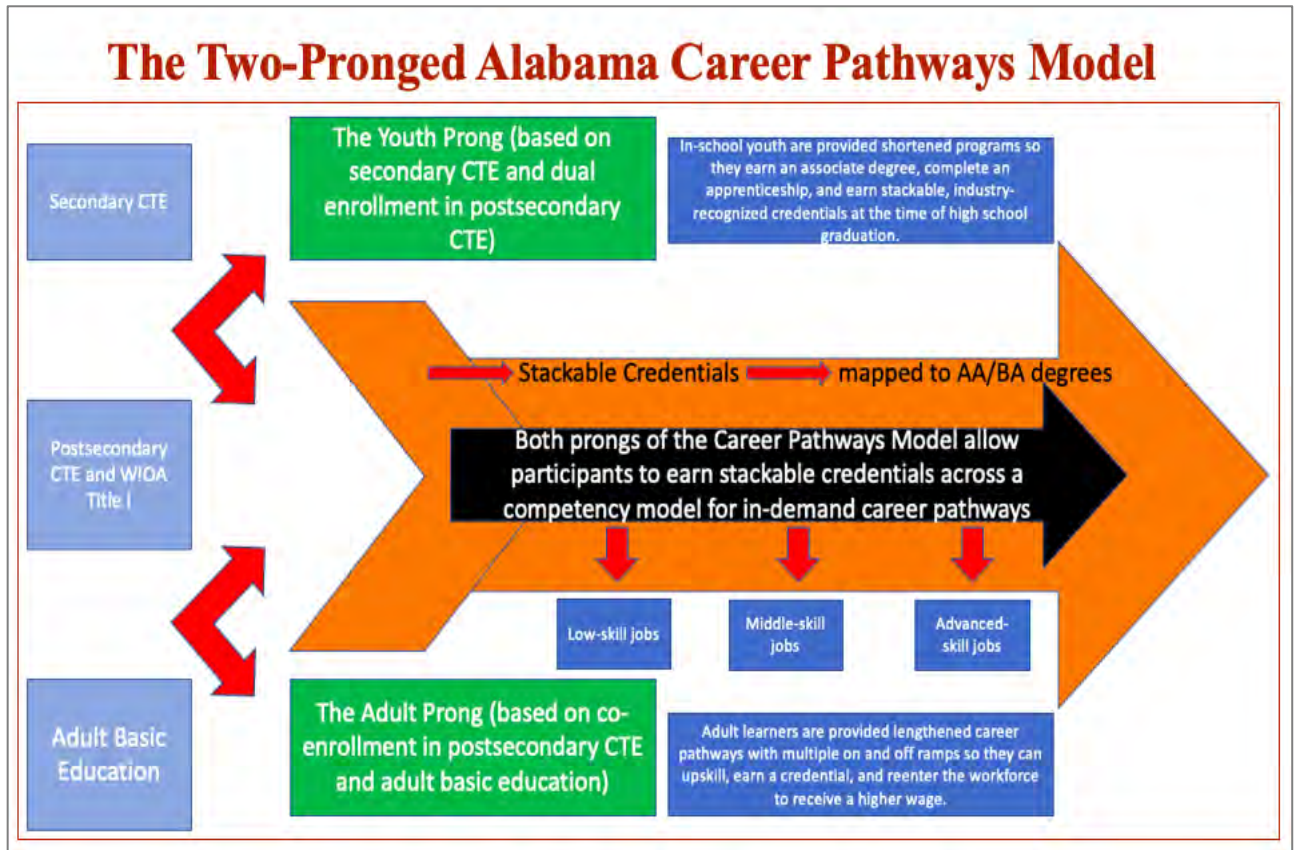 The Two-Pronged Alabama Career Pathways Model
Secondary CTE
The Youth Prong (based on
secondary CTE and dual
enrollment in postsecondary
CTE)
In-school youth are provided shortened programs so
they earn an associate degree, complete an
apprenticeship, and earn stackable, industry-
recognized credentials at the time of high school
graduation.
Stackable Credentials
mapped to AA/BA degrees
Postsecondary
CTE and WIOA
Title I
Both prongs of the Career Pathways Model allow
participants to earn stackable credentials across a
competency model for in-demand career pathways
Low-skill jobs
Middle-skill
jobs
Advanced-
skill jobs
Adult Basic
Education
The Adult Prong (based on co-
enrollment in postsecondary CTE
and adult basic education)
Adult learners are provided lengthened career
pathways with multiple on and off ramps so they can
upskill, earn a credential, and reenter the workforce
to receive a higher wage.